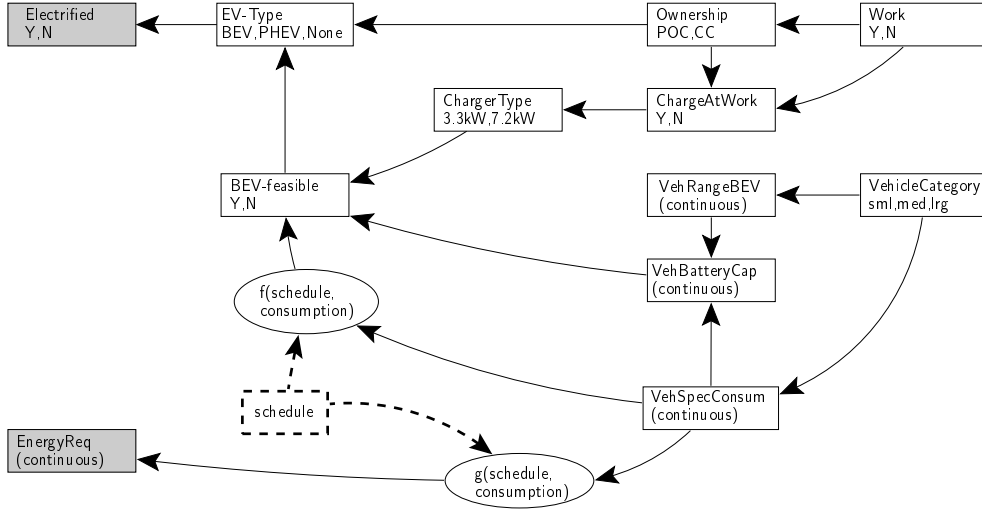 Electrified
Y,N
EV-Type
BEV,PHEV,None
Ownership
POC,CC
Work
Y,N
ChargerType
3.3kW,7.2kW
ChargeAtWork
Y,N
BEV-feasible
Y,N
VehRangeBEV
(continuous)
VehicleCategory
sml,med,lrg
VehBatteryCap
(continuous)
f(schedule,
consumption)
schedule
VehSpecConsum
(continuous)
EnergyReq
(continuous)
g(schedule,
consumption)